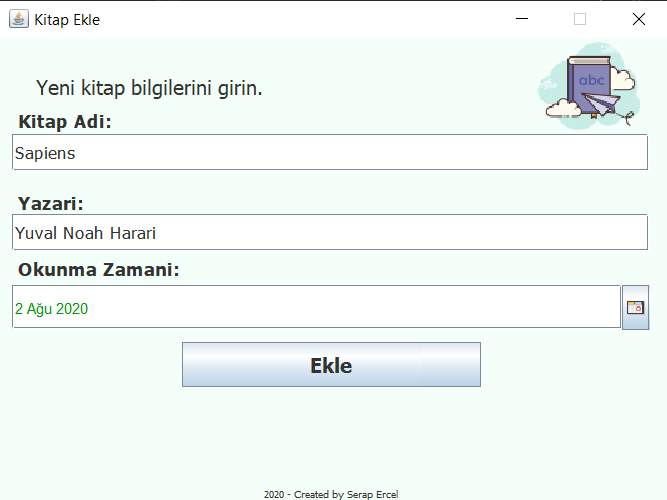 Kitap Ekle
Yeni kitap bilgilerini girin.
abc
Kitap Adi:
Sapiens
Yazari:
Yuval Noah Harari
Okunma Zamani:
2 Ağu 2020
Ekle
2020 - Created by Serap Ercel